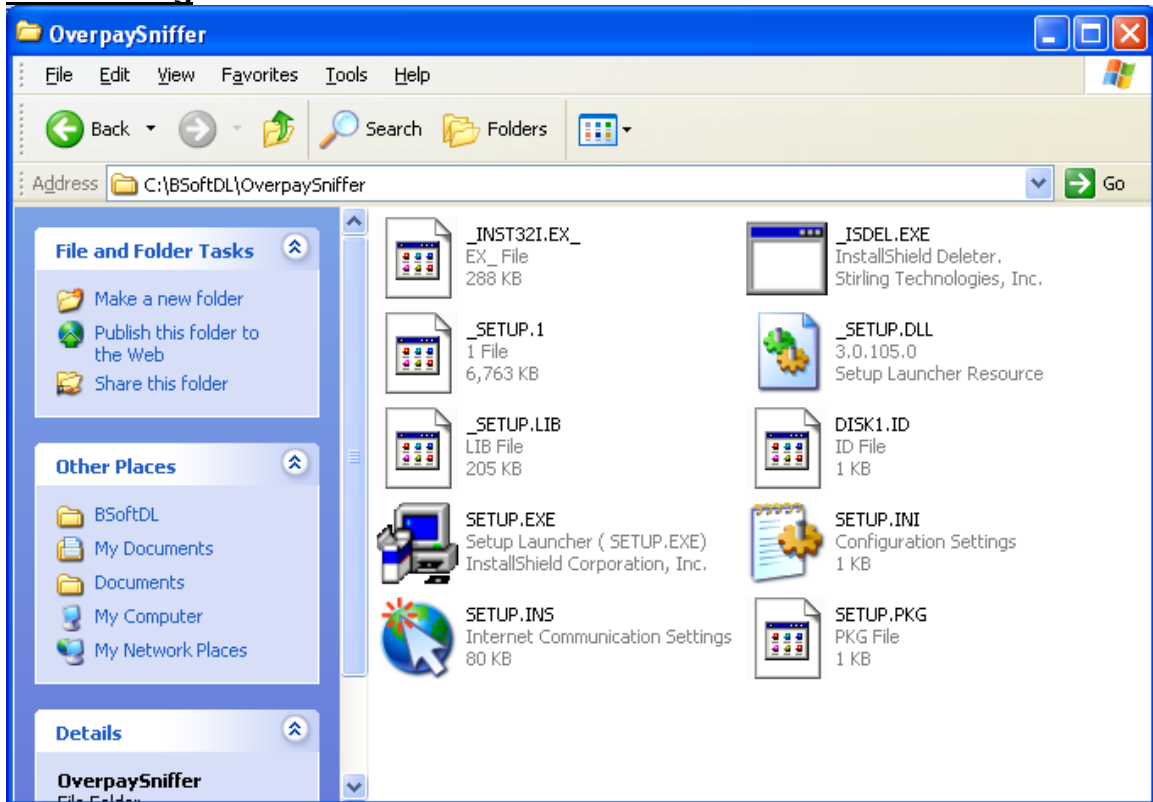 OverpaySniffer
File Edit View Favorites Tools Help
Back Search Folders
Address C:\BSoftDL\OverpaySniffer Go
File and Folder Tasks
Make a new folder
Publish this folder to
the Web
Share this folder
Other Places
BSoftDL
My Documents
Documents
My Computer
My Network Places
Details
OverpaySniffer
File Folder
_INST32I.EX_
EX_ File
288 KB
_ISDEL.EXE
InstallShield Deleter.
Stirling Technologies, Inc.
_SETUP.1
1 File
6,763 KB
_SETUP.DLL
3.0.105.0
Setup Launcher Resource
_SETUP.LIB
LIB File
205 KB
DISK1.ID
ID File
1 KB
SETUP.EXE
Setup Launcher ( SETUP.EXE)
InstallShield Corporation, Inc.
SETUP.INI
Configuration Settings
1 KB
SETUP.INS
Internet Communication Settings
80 KB
SETUP.PKG
PKG File
1 KB